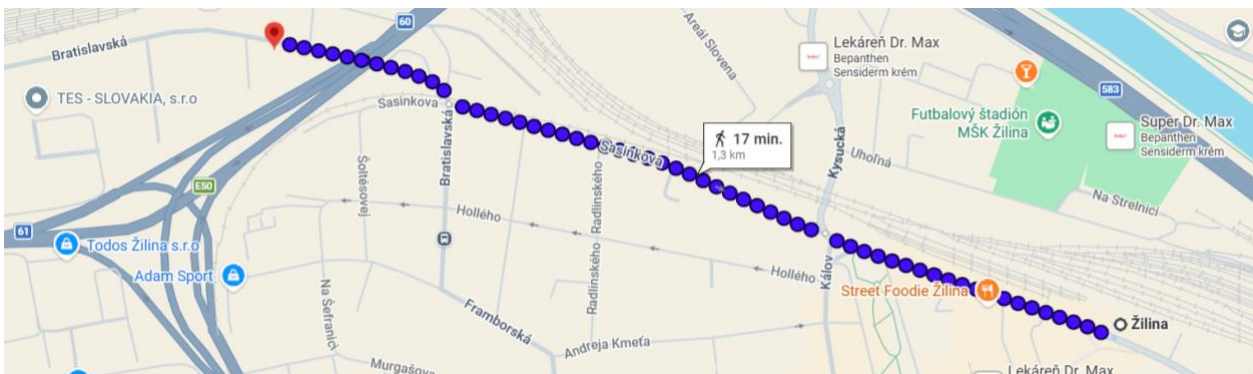 60
Bratislavská
TES - SLOVAKIA, s.r.o
Sasinkova
Bratislavská
Šoltésovej
E50
61
Todos Žilina s.r.o
Adam Sport
Na Šefranici
Hollého
Framborská
Murgašova
Radlinského - Radlinského
Andreja Kmeťa
Sasinkova
17 min.
1,3 km
Areál Slovena
Lekáreň Dr. Max
Bepanthen
Sensiderm krém
Kysucká
Uhoľná
Hollého
Kálov
Street Foodie Žilina
Futbalový štadión
MŠK Žilina
583
Super Dr. Max
Bepanthen
Sensiderm krém
Na Strelnici
Žilina
Lekáreň Dr. Max